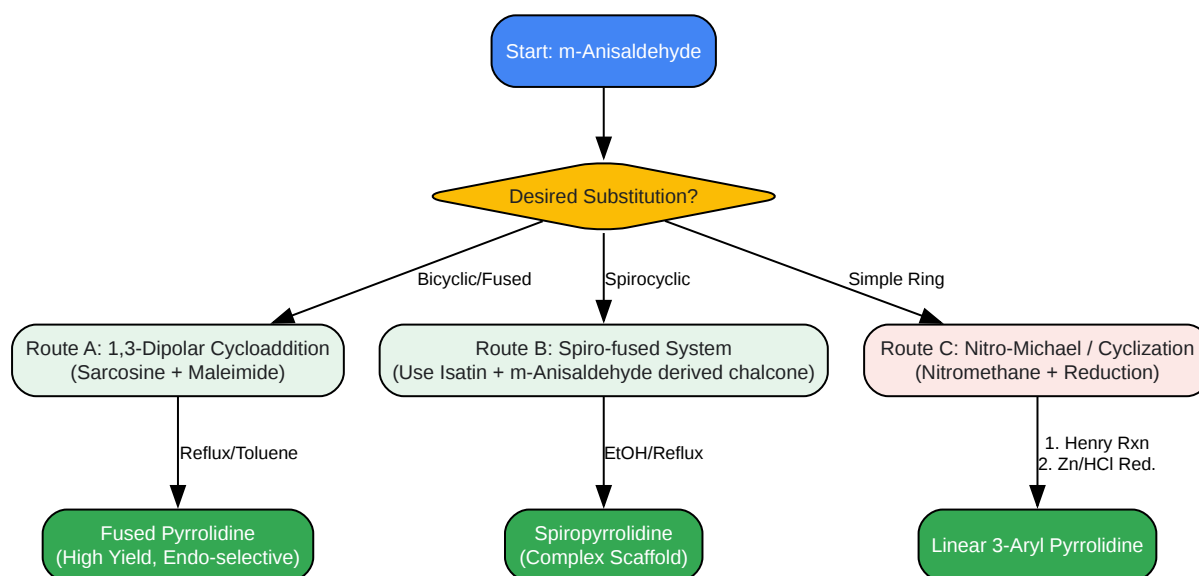 Start: m-Anisaldehyde
Desired Substitution?
Bicyclic/Fused
Spirocyclic
Simple Ring
Route A: 1,3-Dipolar Cycloaddition
(Sarcosine + Maleimide)
Route B: Spiro-fused System
(Use Isatin + m-Anisaldehyde derived chalcone)
Route C: Nitro-Michael / Cyclization
(Nitromethane + Reduction)
Reflux/Toluene
EtOH/Reflux
1. Henry Rxn
2. Zn/HCl Red.
Fused Pyrrolidine
(High Yield, Endo-selective)
Spiropyrrolidine
(Complex Scaffold)
Linear 3-Aryl Pyrrolidine